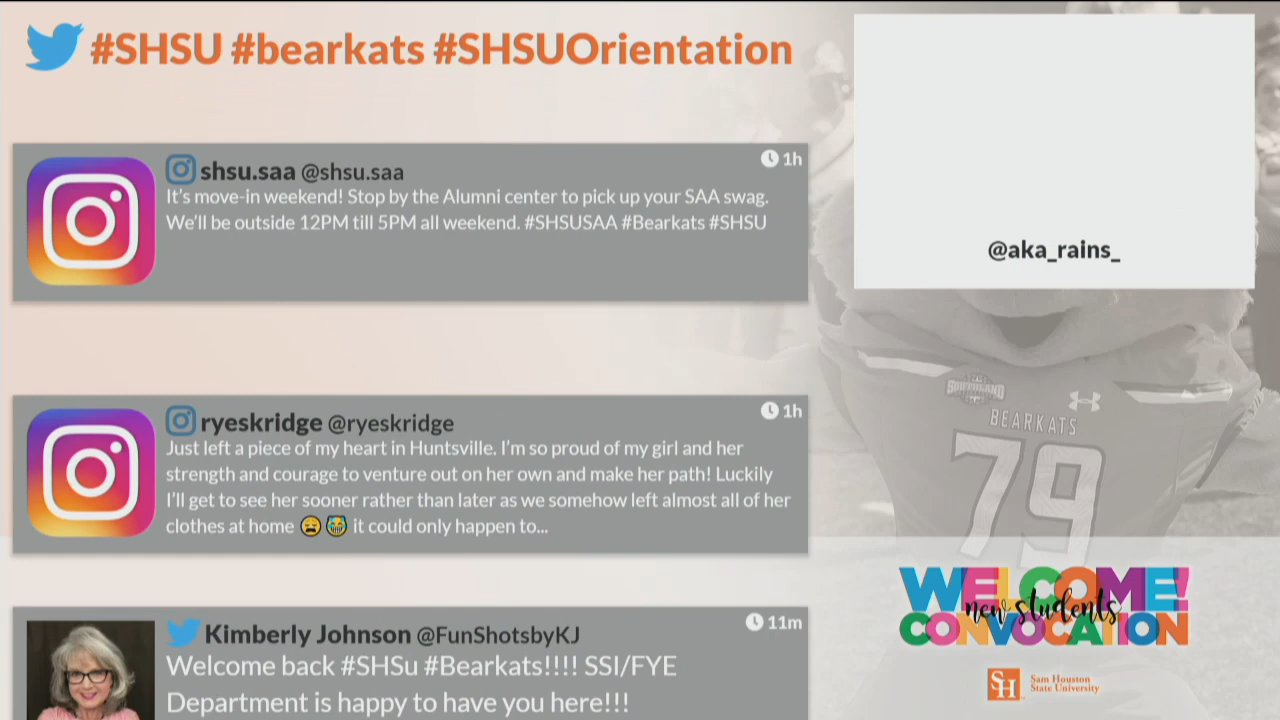 #SHSU #bearkats #SHSUOrientation
shsu.saa @shsu.saa
1h
It's move-in weekend! Stop by the Alumni center to pick up your SAA swag.
We'll be outside 12PM till 5PM all weekend. #SHSUSAA #Bearkats #SHSU
ryeskridge @ryeskridge
1h
Just left a piece of my heart in Huntsville. I'm so proud of my girl and her
strength and courage to venture out on her own and make her path! Luckily
I'll get to see her sooner rather than later as we somehow left almost all of her
clothes at home 😩😹 it could only happen to...
Kimberly Johnson @FunShotsbyKJ
11m
Welcome back #SHSu #Bearkats!!!! SSI/FYE
Department is happy to have you here!!!
@aka_rains_
SOUTHLAND
BEARKATS
79
WELCOME!
new students
CONVOCATION
SH
Sam Houston
State University